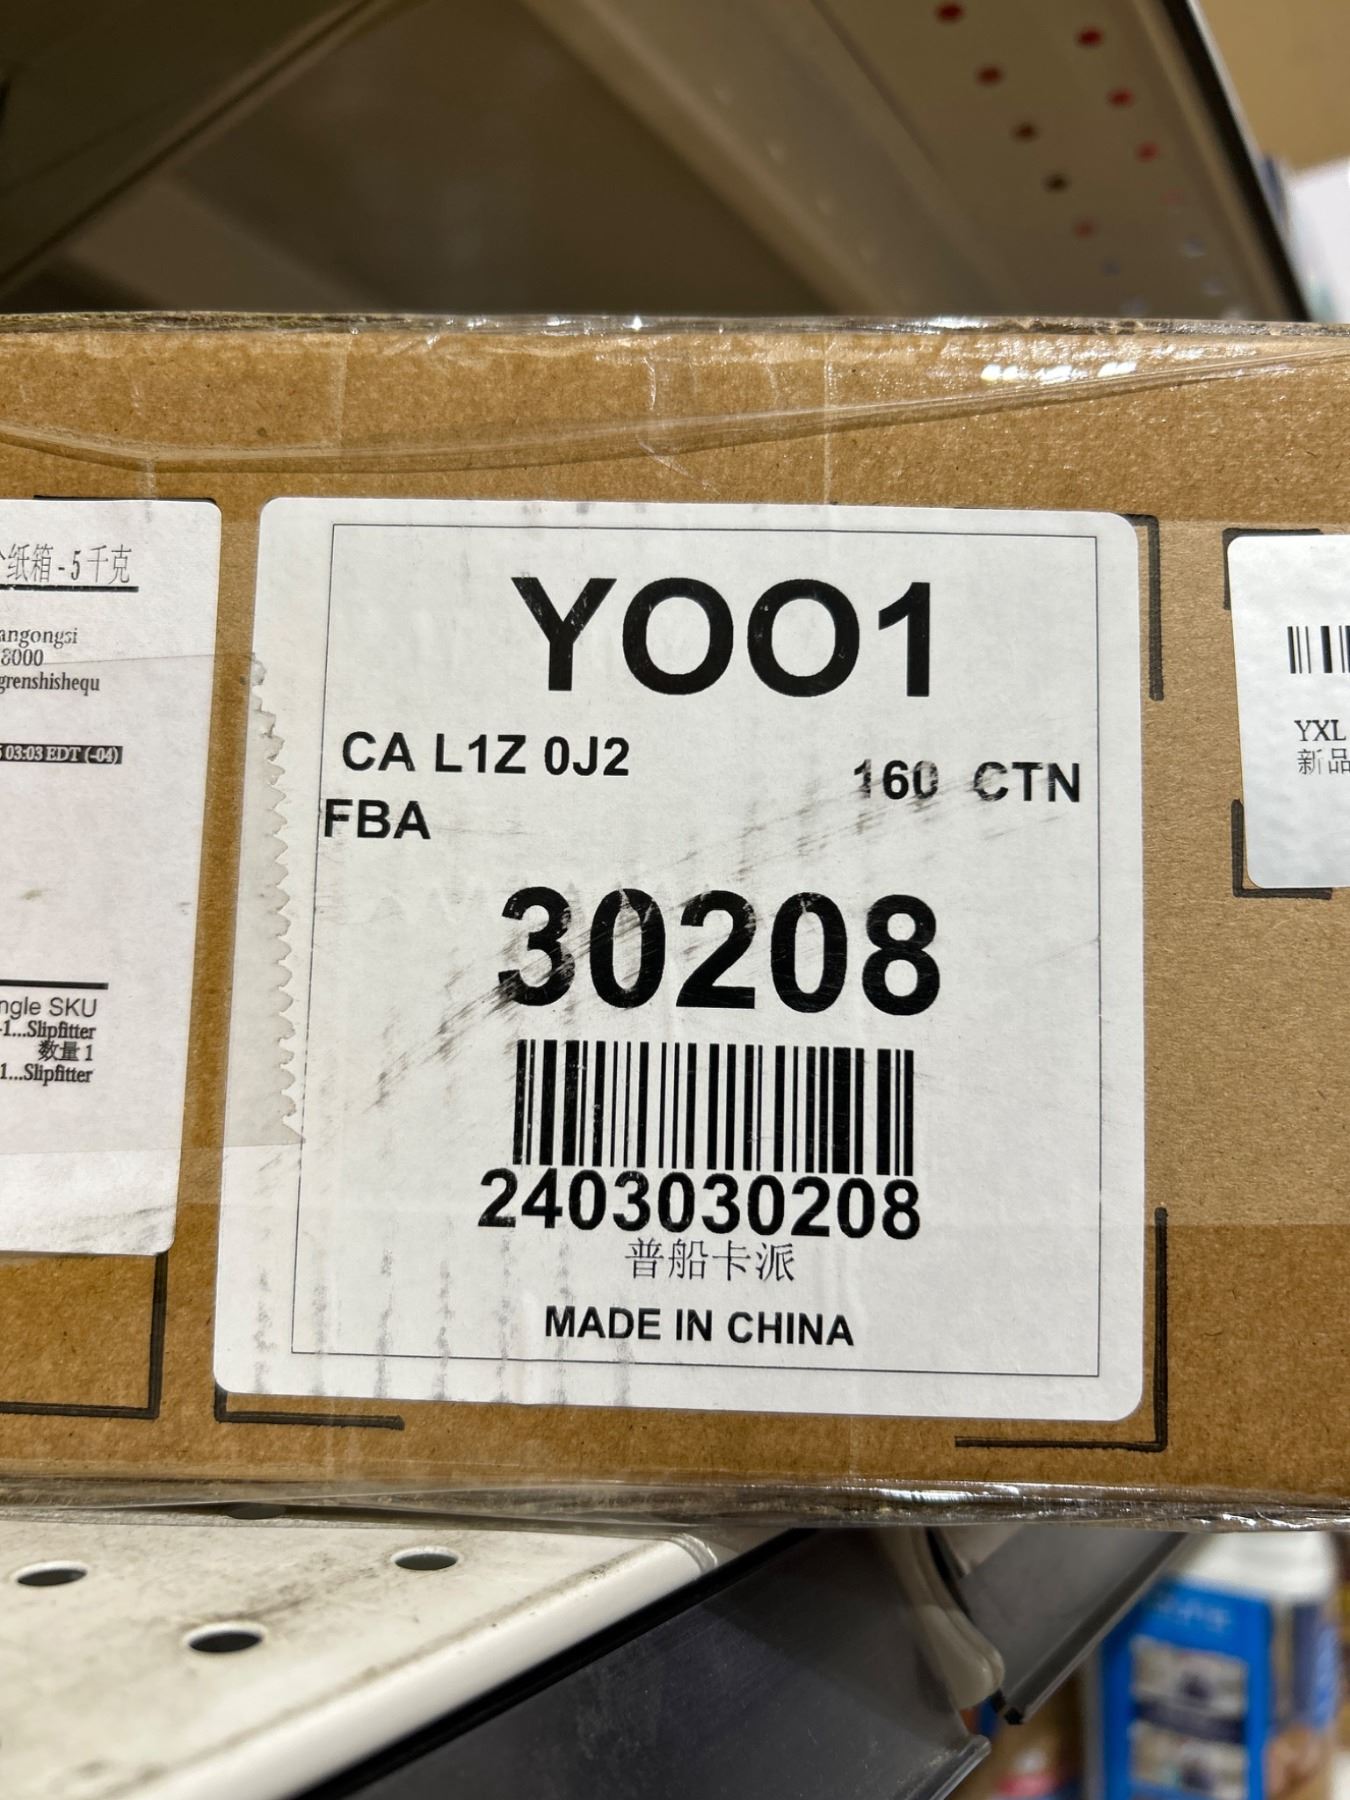 个纸箱 - 5 千克
angongsi
8000
grenshishequ
03:03 EDT (-04)
ngle SKU
-1...Slipfitter
数量 1
1...Slipfitter
YOO1
CA L1Z 0J2
160 CTN
FBA
30208
2403030208
普船卡派
MADE IN CHINA
YXL
新品